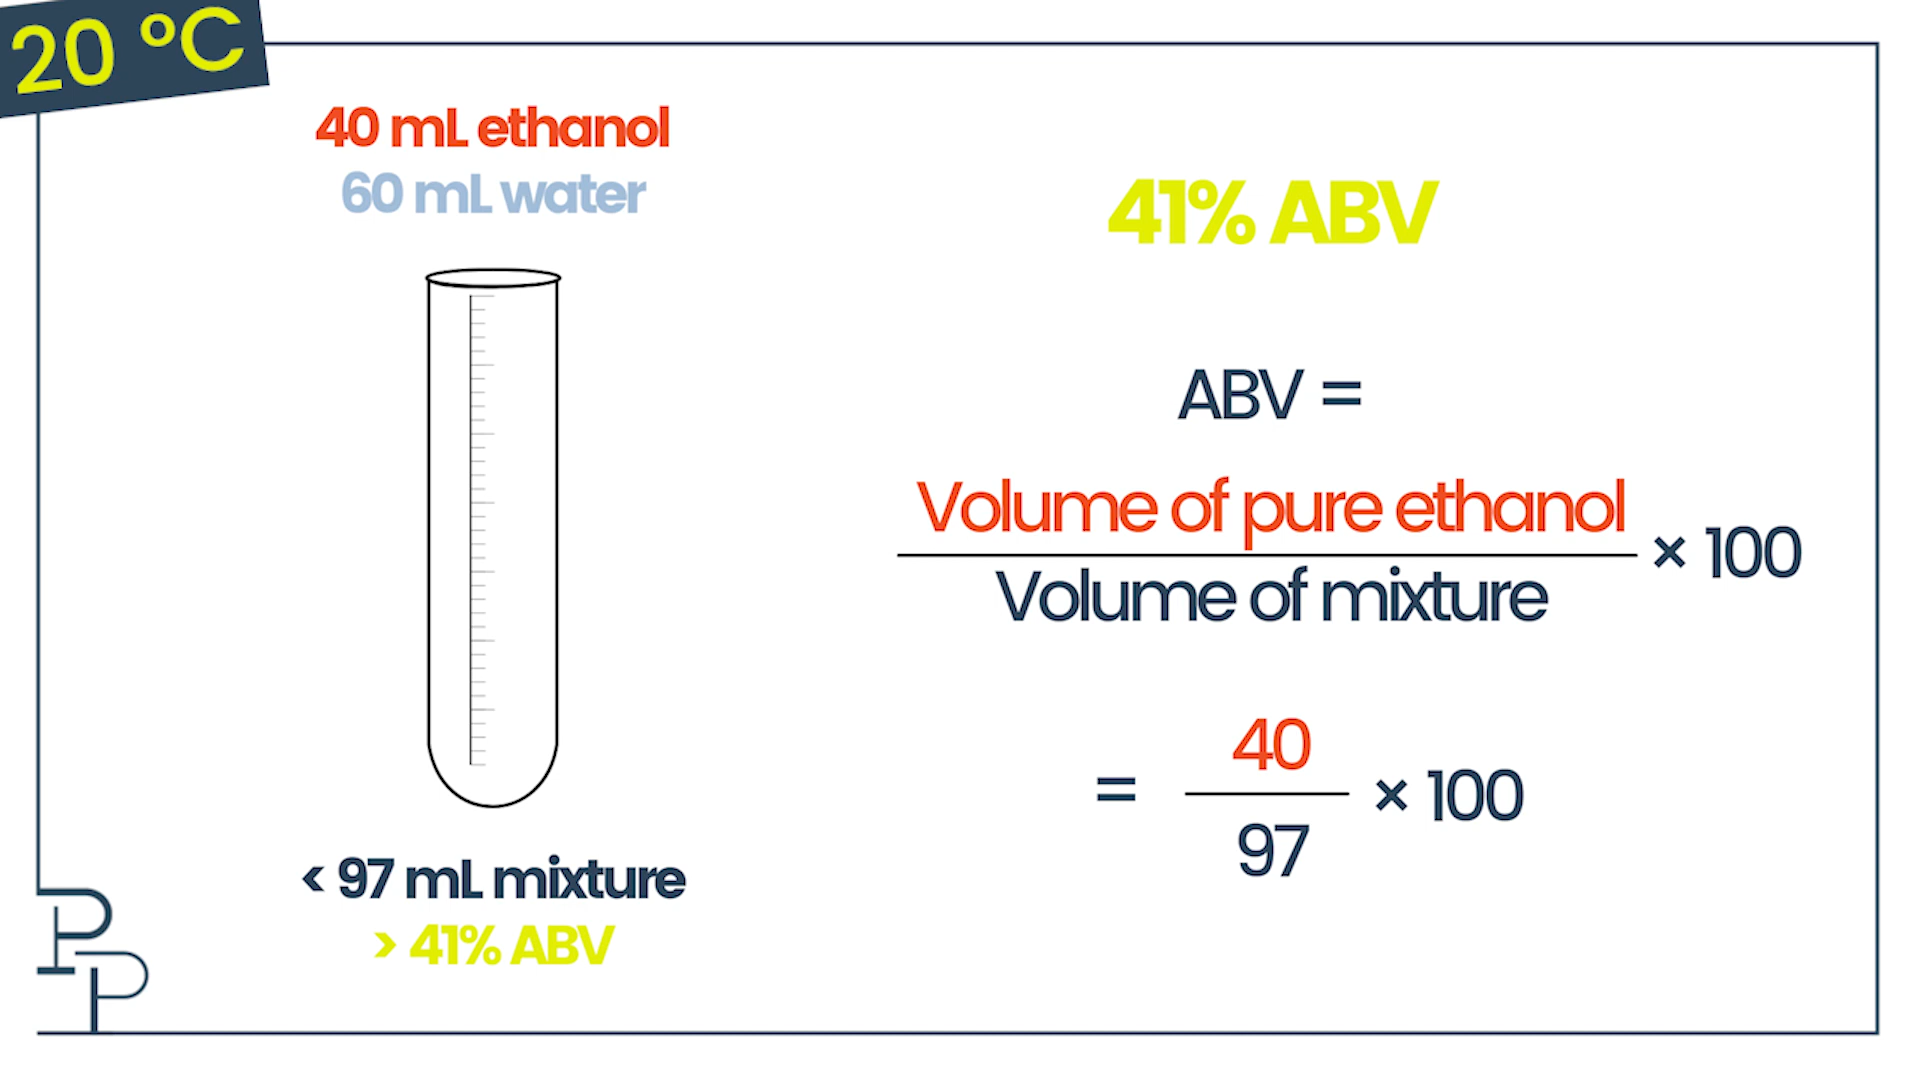 20 °C
40 mL ethanol
60 mL water
< 97 mL mixture
> 41% ABV
41% ABV
ABV =
Volume of pure ethanol
Volume of mixture
× 100
= 40
97
× 100
PP